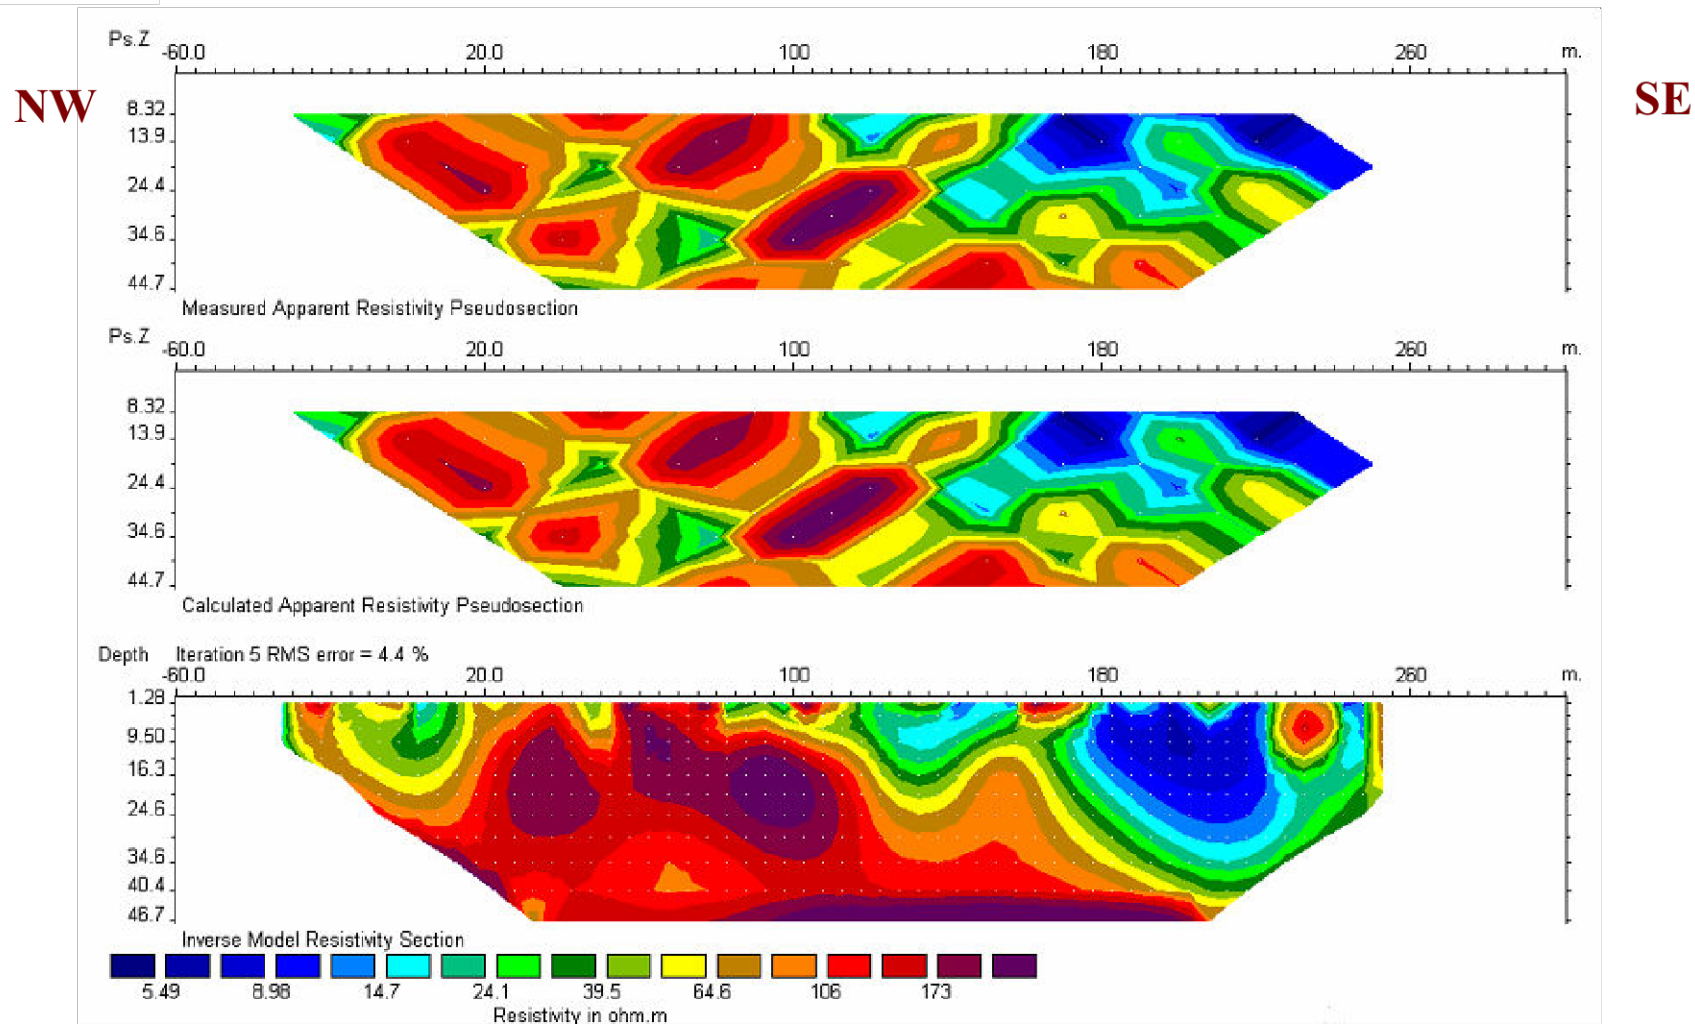 Ps.Z -60.0 20.0 100 180 260 m.
NW SE
8.32
13.9
24.4
34.6
44.7
Measured Apparent Resistivity Pseudosection
Ps.Z -60.0 20.0 100 180 260 m.
8.32
13.9
24.4
34.6
44.7
Calculated Apparent Resistivity Pseudosection
Depth Iteration 5 RMS error = 4.4 %
-60.0 20.0 100 180 260 m.
1.28
9.50
16.3
24.6
34.6
40.4
46.7
Inverse Model Resistivity Section
5.49 8.98 14.7 24.1 39.5 64.6 106 173
Resistivity in ohm.m